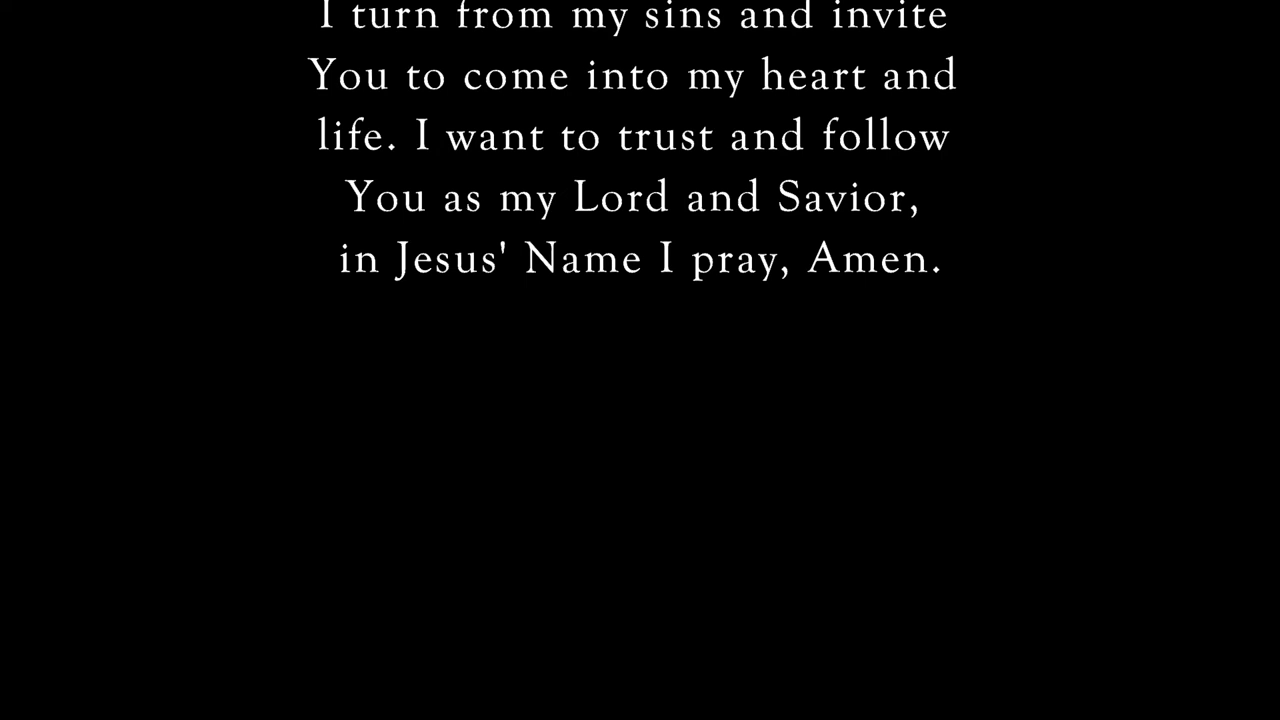 I turn from my sins and invite
You to come into my heart and
life. I want to trust and follow
You as my Lord and Savior,
in Jesus' Name I pray, Amen.